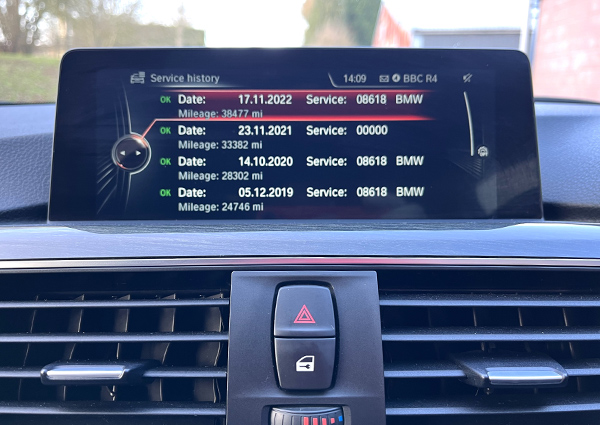 Service history 14:09 BBC R4
OK Date: 17.11.2022 Service: 08618 BMW
Mileage: 38477 mi
OK Date: 23.11.2021 Service: 00000
Mileage: 33382 mi
OK Date: 14.10.2020 Service: 08618 BMW
Mileage: 28302 mi
OK Date: 05.12.2019 Service: 08618 BMW
Mileage: 24746 mi